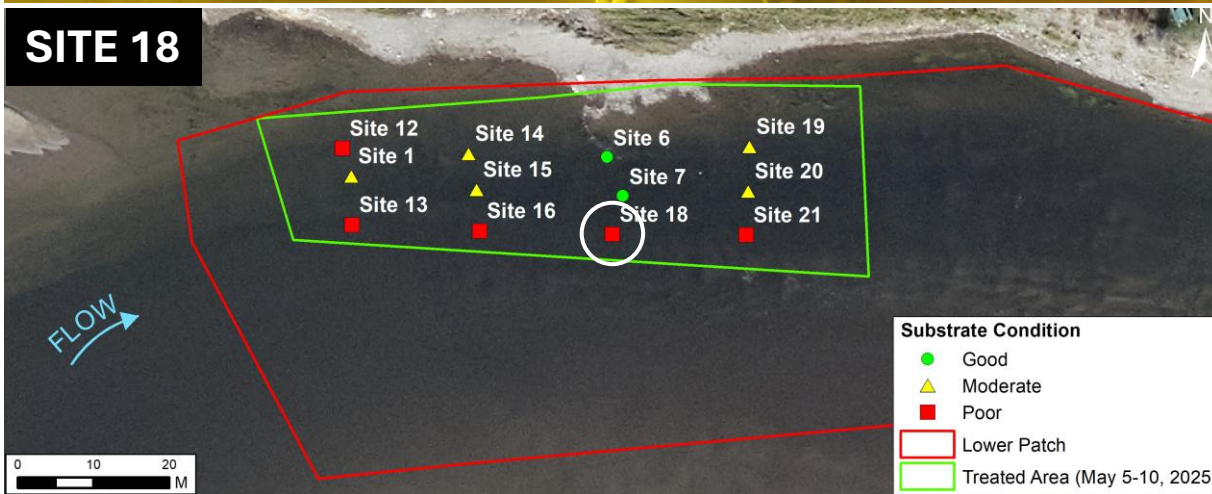 SITE 18
N
Site 12
Site 14
Site 6
Site 19
Site 1
Site 15
Site 7
Site 20
Site 13
Site 16
Site 18
Site 21
FLOW
Substrate Condition
Good
Moderate
Poor
Lower Patch
Treated Area (May 5-10, 2025
0 10 20
M